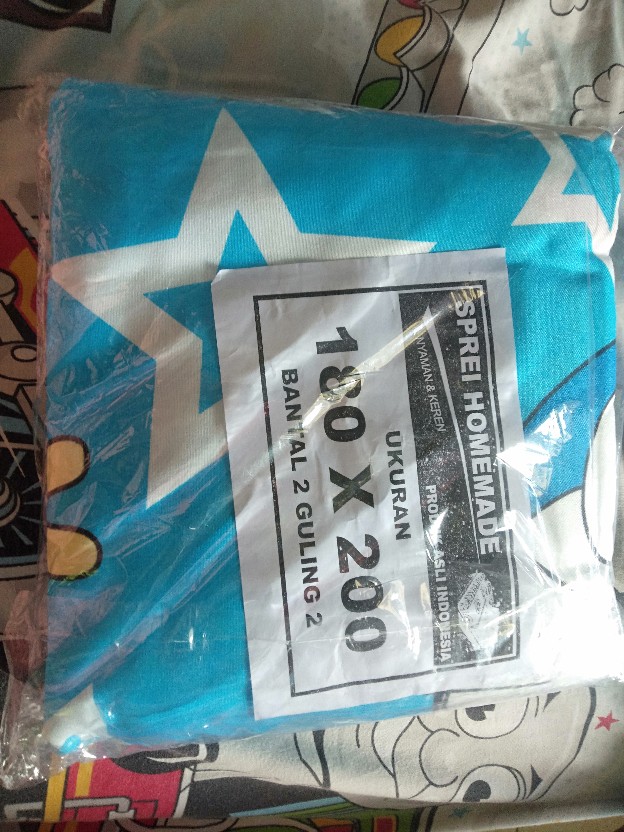 SPREI HOMEMADE
NYAMAN & KEREN
PRODUK ASLI INDONESIA
UKURAN
180 X 200
BANTAL 2 GULING 2